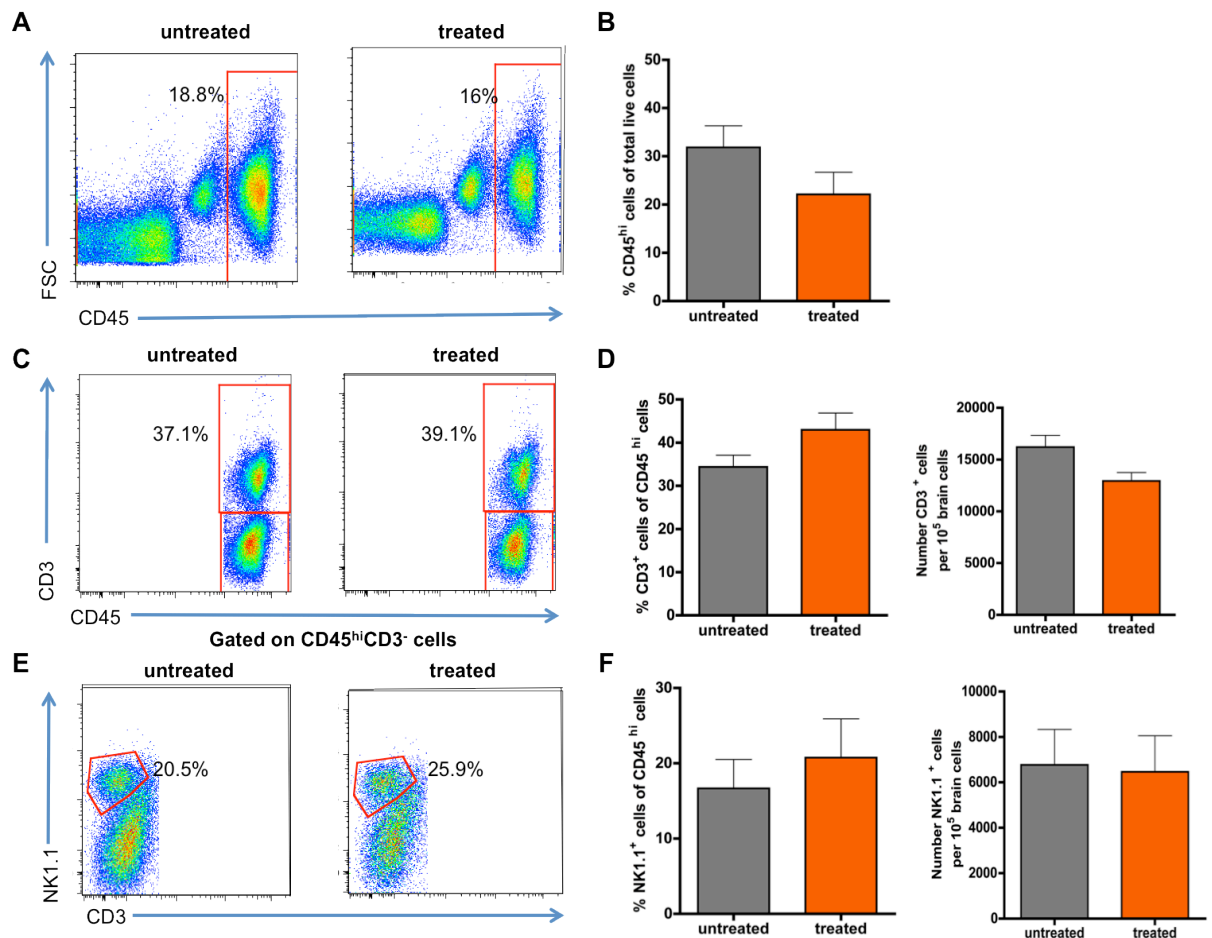 A
untreated
treated
18.8%
16%
FSC
CD45
B
% CD45hi cells of total live cells
50
40
30
20
10
0
untreated
treated
C
untreated
treated
37.1%
39.1%
CD3
CD45
D
% CD3+ cells of CD45 hi cells
50
40
30
20
10
0
untreated
treated
Number CD3 + cells
per 10^5 brain cells
20000
15000
10000
5000
0
untreated
treated
Gated on CD45hiCD3- cells
E
untreated
treated
20.5%
25.9%
NK1.1
CD3
F
% NK1.1+ cells of CD45 hi cells
30
20
10
0
untreated
treated
Number NK1.1 + cells
per 10^5 brain cells
10000
8000
6000
4000
2000
0
untreated
treated